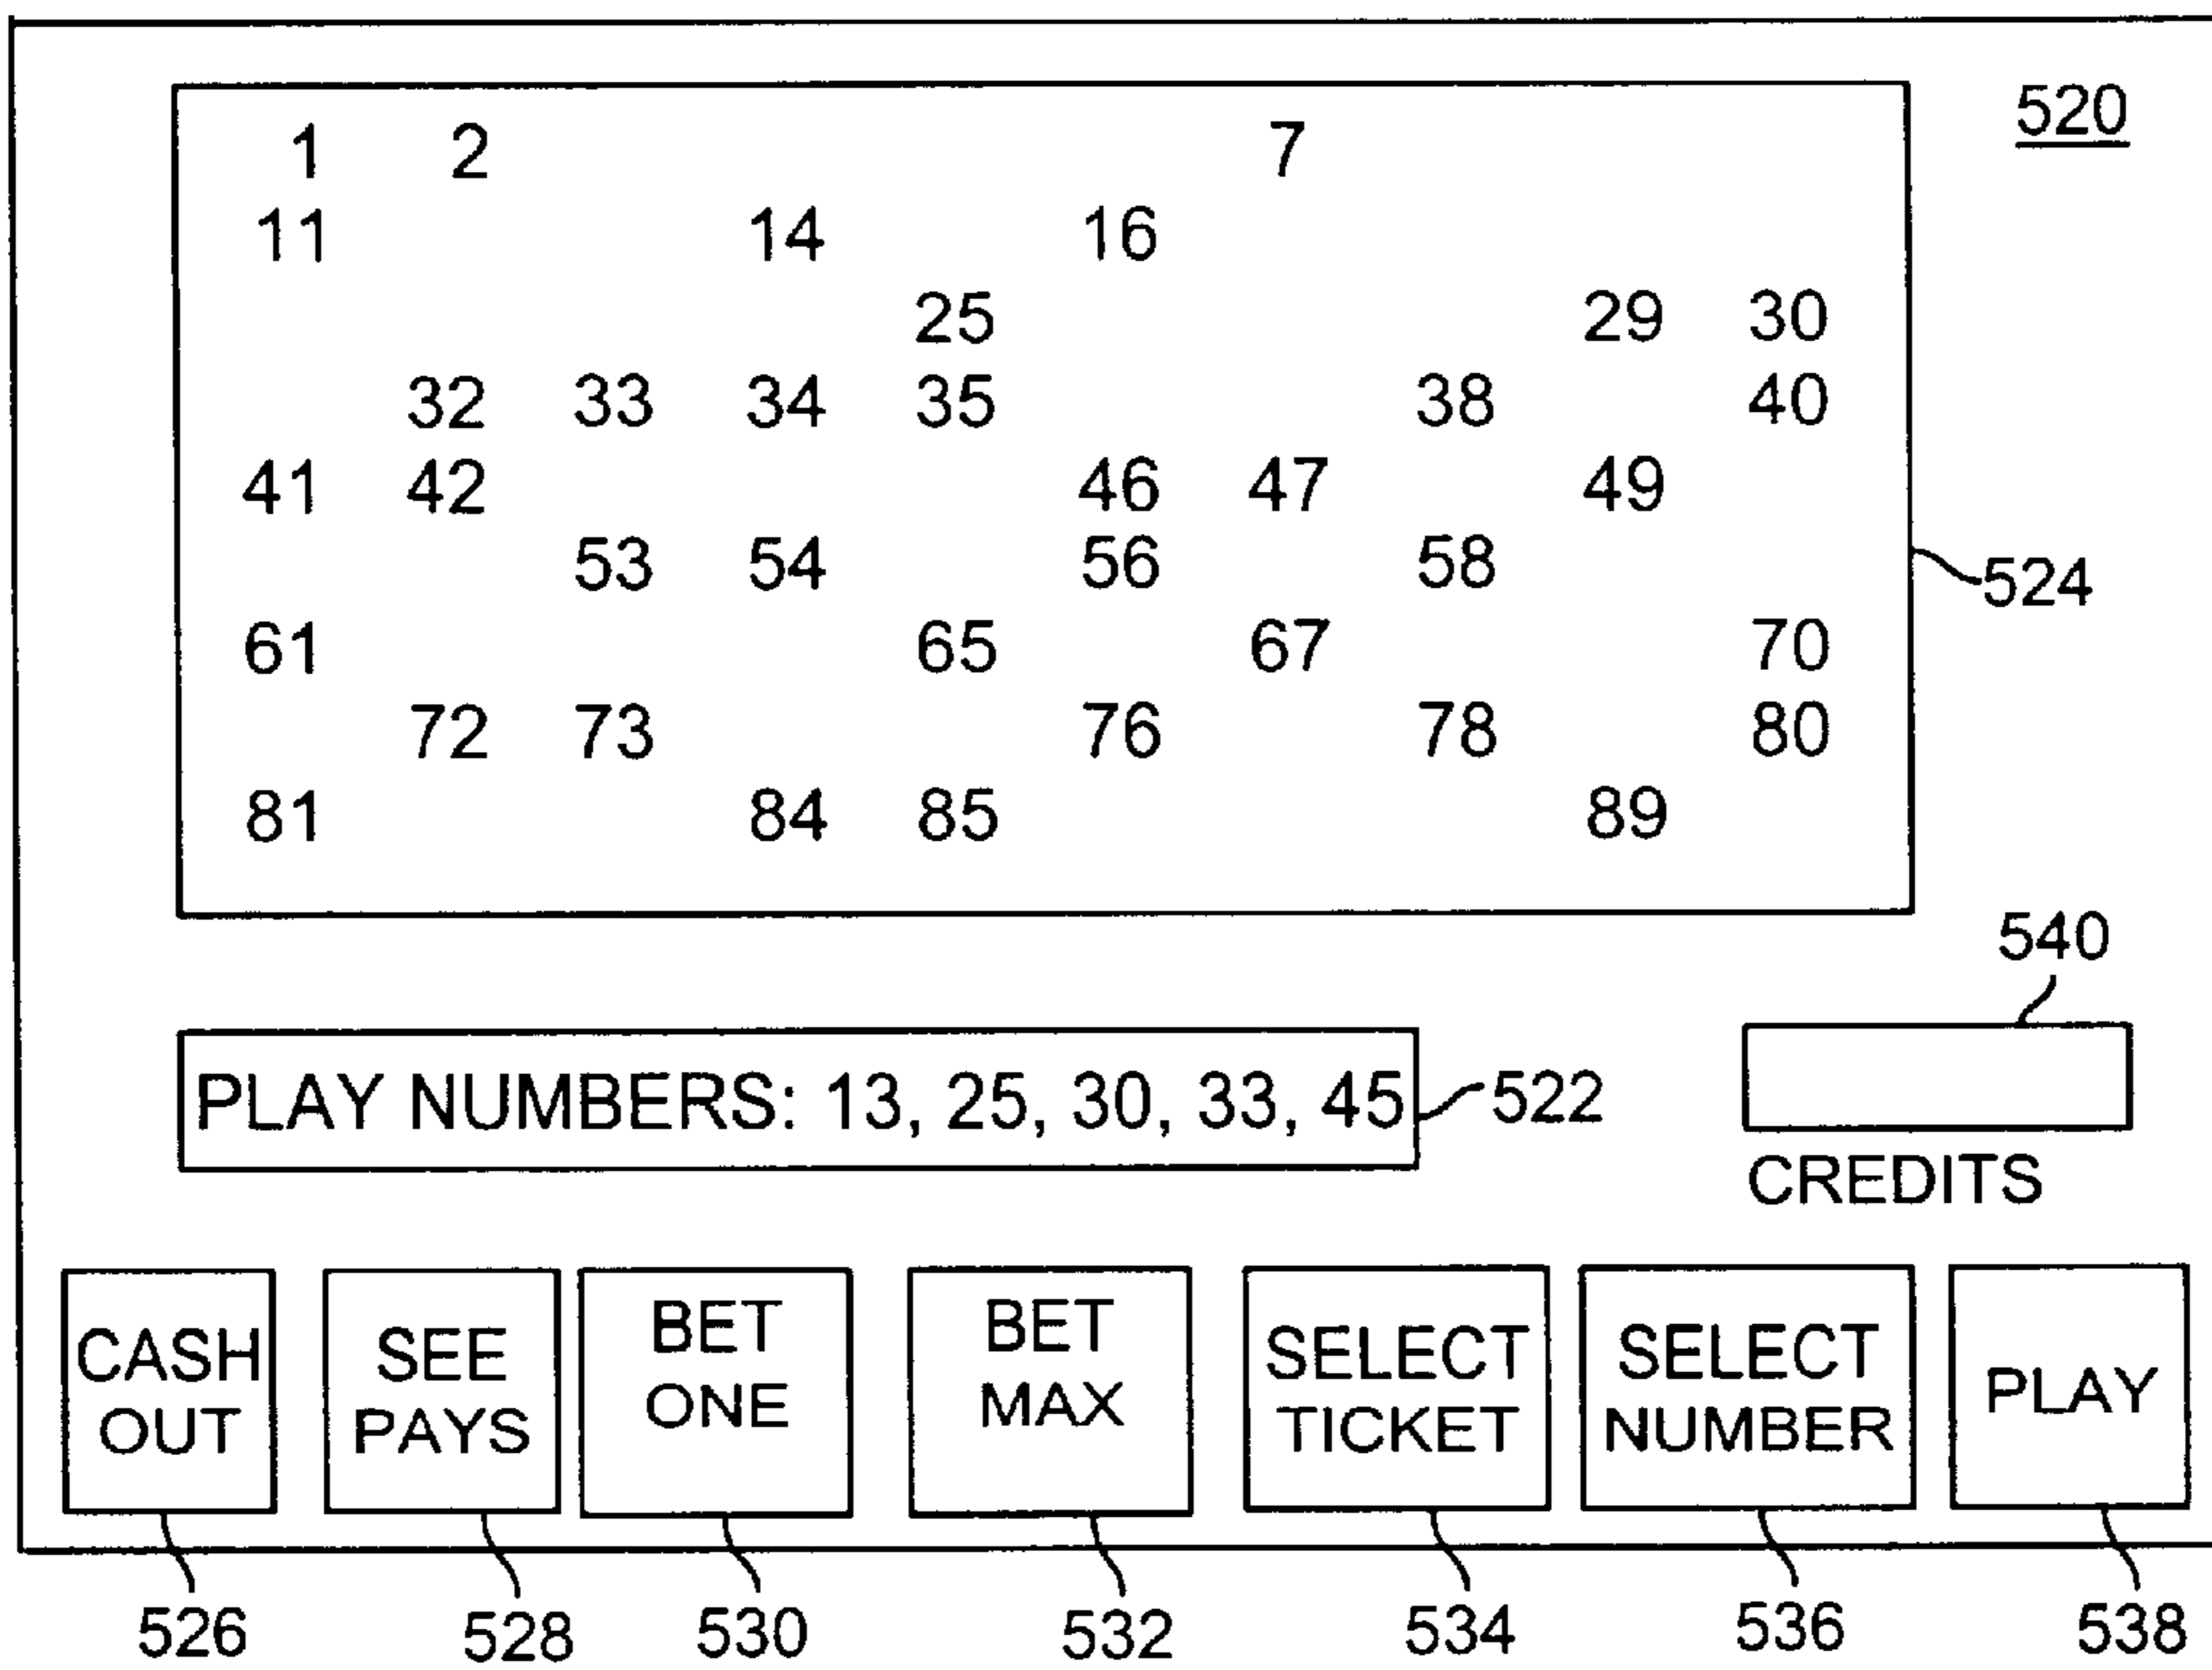 520
1 2 7
11 14 16
25 29 30
32 33 34 35 38 40
41 42 46 47 49
53 54 56 58
524
61 65 67 70
72 73 76 78 80
81 84 85 89
540
PLAY NUMBERS: 13, 25, 30, 33, 45
522
CREDITS
CASH
OUT
SEE
PAYS
BET
ONE
BET
MAX
SELECT
TICKET
SELECT
NUMBER
PLAY
526 528 530 532 534 536 538